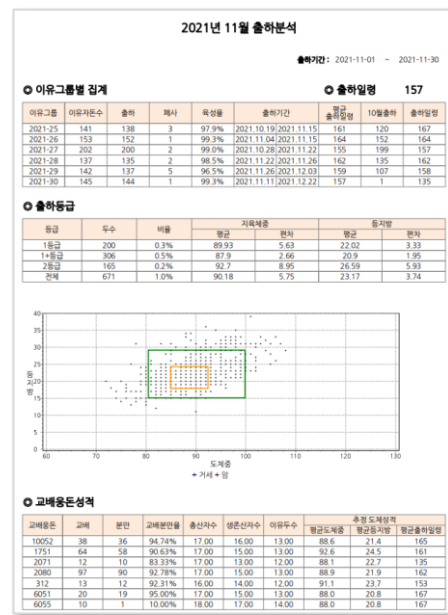 2021년 11월 출하분석
출하기간 : 2021-11-01 ~ 2021-11-30
이유그룹별 집계 출하일령 157
이유그룹 이유자돈수 출하 폐사 육성율 출하기간 평균출하일령 10월출하 출하일령
2021-25 141 138 3 97.9% 2021.10.19 2021.11.15 161 120 167
2021-26 153 152 1 99.3% 2021.11.04 2021.11.15 164 152 164
2021-27 202 200 2 99.0% 2021.10.28 2021.11.22 155 199 157
2021-28 137 135 2 98.5% 2021.11.22 2021.11.26 162 135 162
2021-29 142 137 5 96.5% 2021.11.26 2021.12.03 159 107 158
2021-30 145 144 1 99.3% 2021.11.11 2021.12.22 157 1 135
출하등급
등급 두수 비율 지육체중 등지방
평균 편차 평균 편차
1등급 200 0.3% 89.93 5.63 22.02 3.33
1+등급 306 0.5% 87.9 2.66 20.9 1.95
2등급 165 0.2% 92.7 8.95 26.59 5.93
전체 671 1.0% 90.18 5.75 23.17 3.74
40
35
30
25
20
15
10
5
0
60 70 80 90 100 110 120 130
도체중
거세 암
교배웅돈성적
교배웅돈 교배 분만 교배분만율 총산자수 생존산자수 이유두수 추정 도체성적
평균도체중 평균등지방 평균출하일령
10052 38 36 94.74% 17.00 16.00 13.00 88.6 21.4 165
1751 64 58 90.63% 17.00 15.00 13.00 92.6 24.5 161
2071 12 10 83.33% 17.00 13.00 13.00 88.1 22.7 135
2080 97 90 92.78% 17.00 15.00 13.00 88.9 21.9 162
312 13 12 92.31% 16.00 14.00 12.00 91.1 23.7 153
6051 20 19 95.00% 17.00 15.00 13.00 88.0 20.8 167
6055 10 1 10.00% 18.00 17.00 14.00 88.0 20.8 167